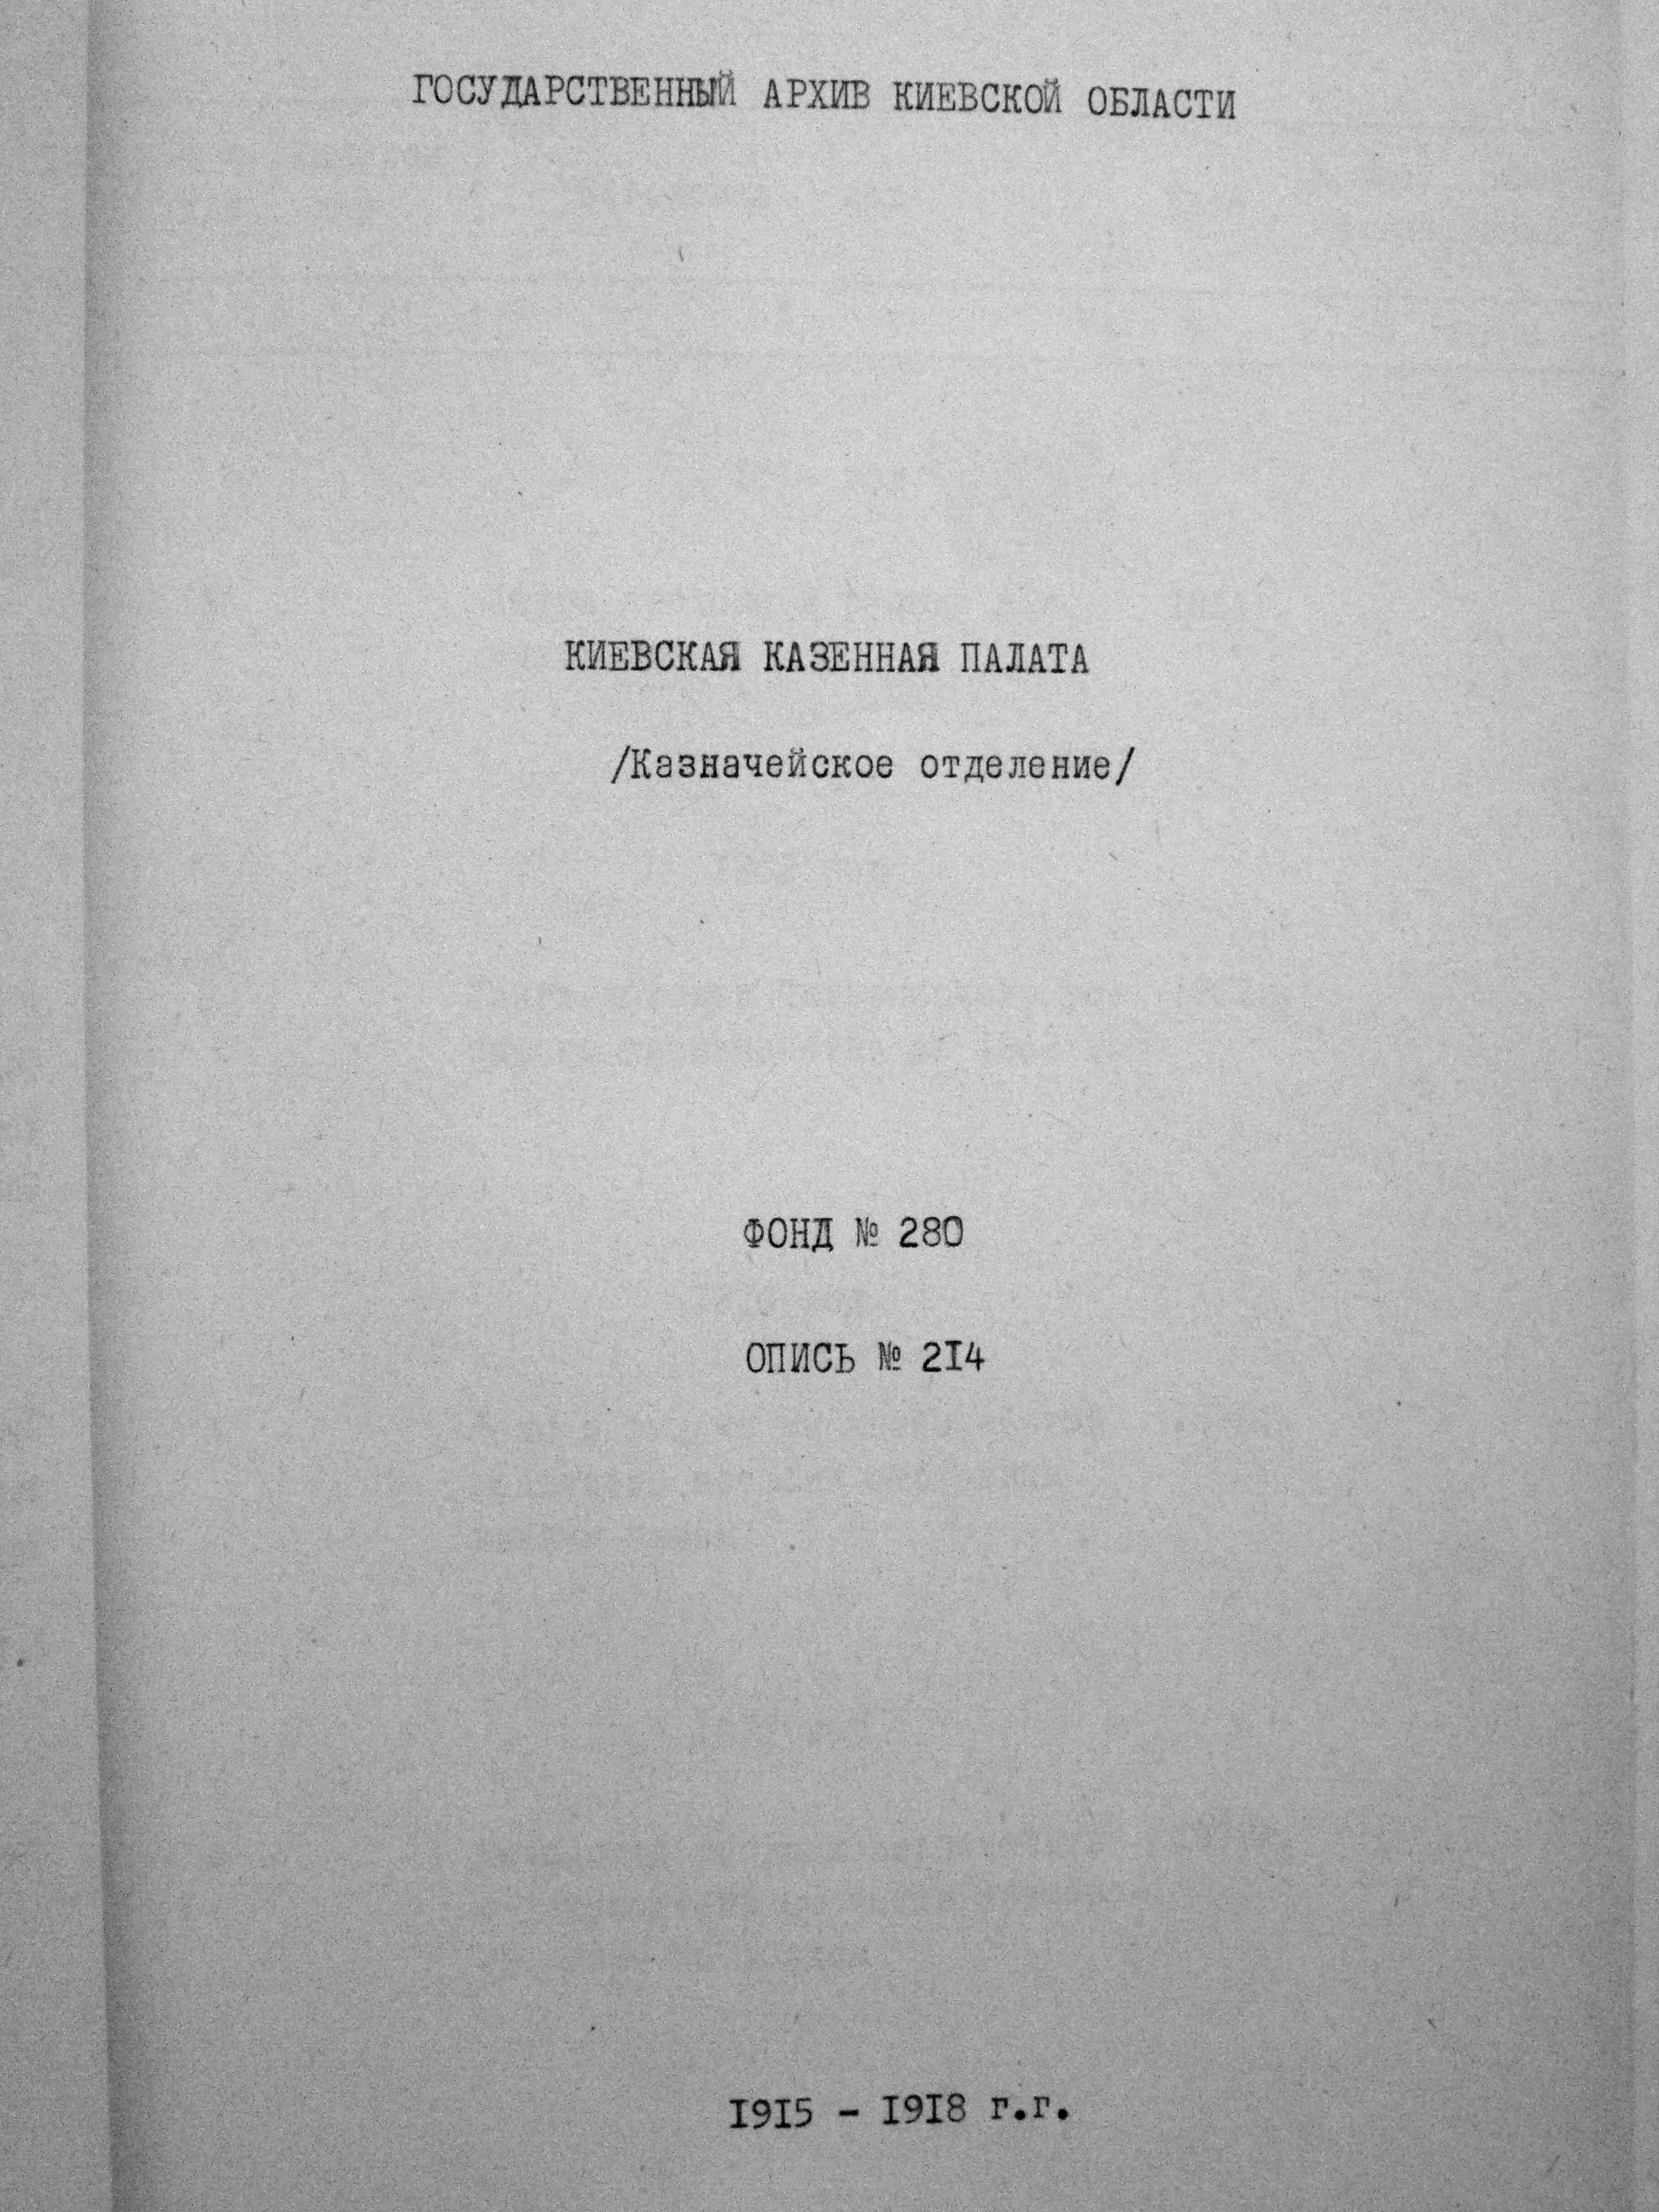 ГОСУДАРСТВЕННЫЙ АРХИВ КИЕВСКОЙ ОБЛАСТИ
КИЕВСКАЯ КАЗЕННАЯ ПАЛАТА
/Казначейское отделение/
ФОНД № 280
ОПИСЬ № 214
1915 – 1918 г.г.